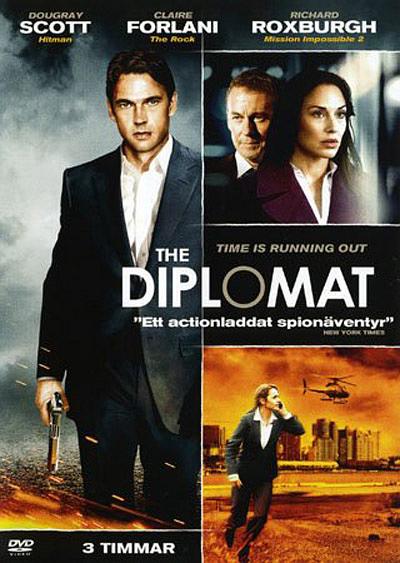 DOUGRAY
SCOTT
Hitman
CLAIRE
FORLANI
The Rock
RICHARD
ROXBURGH
Mission Impossible 2
TIME IS RUNNING OUT
THE
DIPLOMAT
"Ett actionladdat spionäventyr"
NEW YORK TIMES
DVD
VIDEO
3 TIMMAR